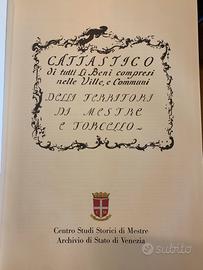 CATTASTICO
di tutti Li Beni compresi
nelle Ville, e Communi
DELLI TERRITORI
DI MESTRE
E TORCELLO
Centro Studi Storici di Mestre
Archivio di Stato di Venezia
subito